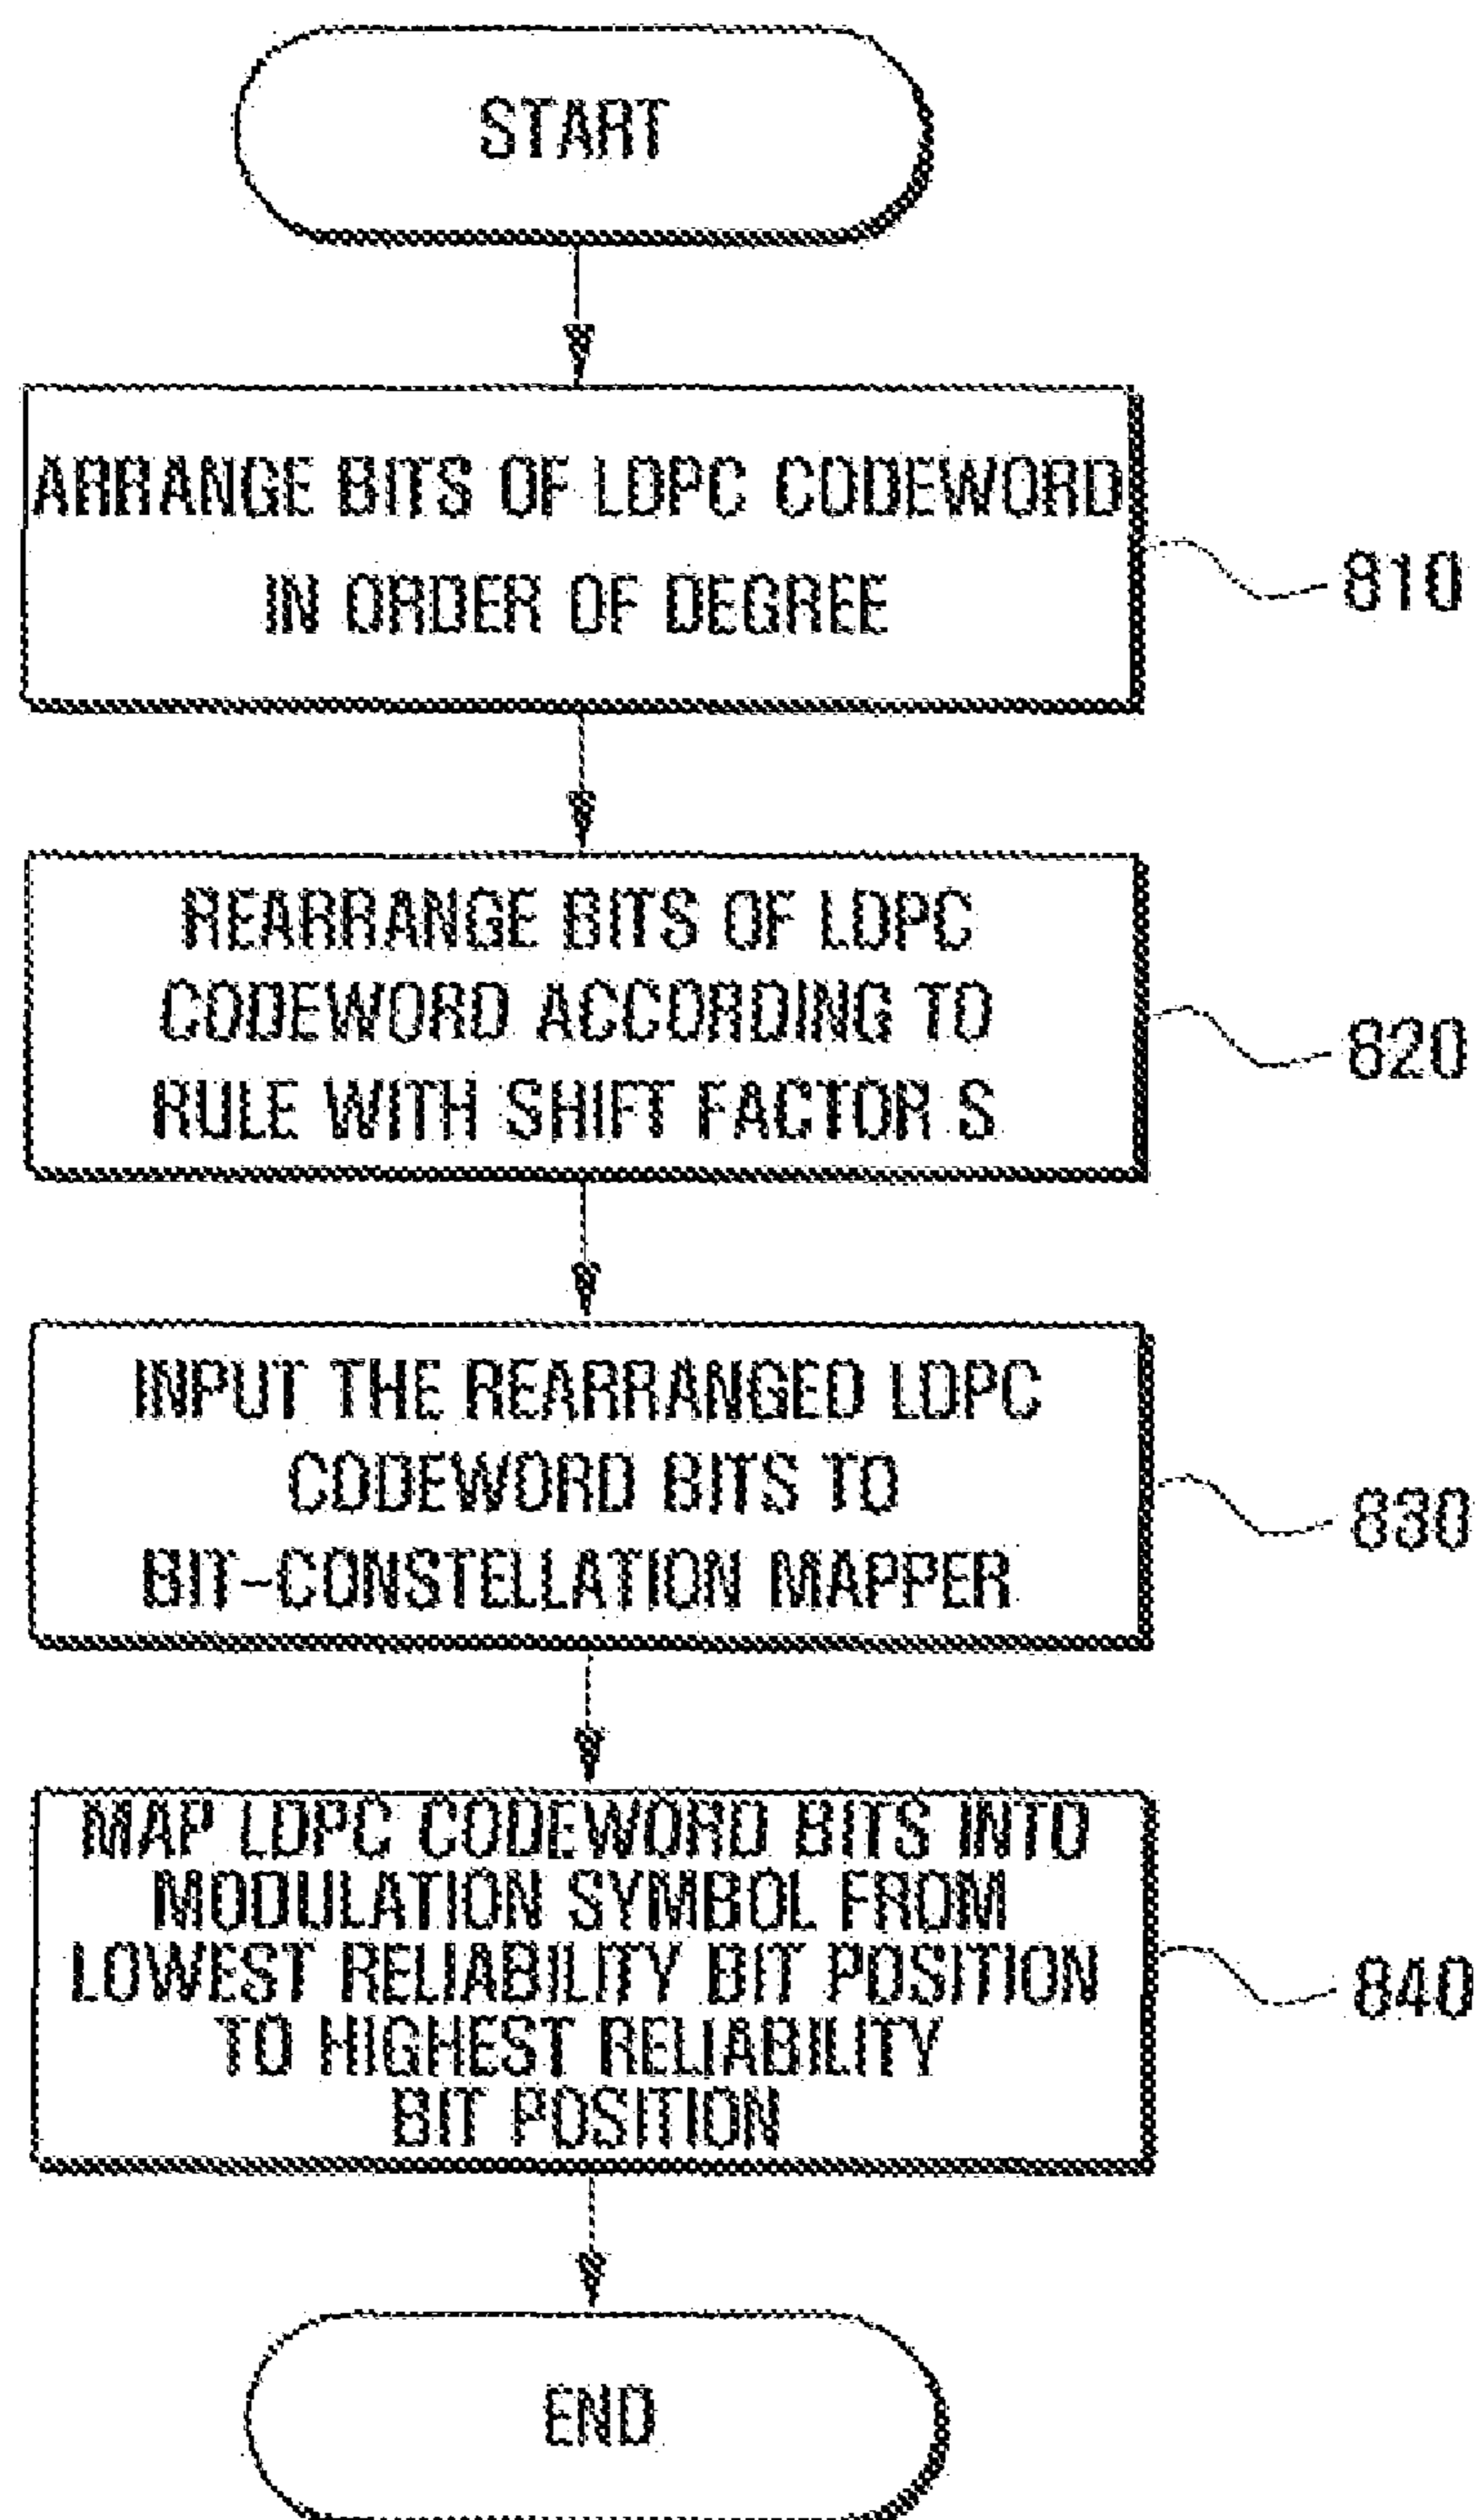 START
ARRANGE BITS OF LDPC CODEWORD
IN ORDER OF DEGREE
810
REARRANGE BITS OF LDPC
CODEWORD ACCORDING TO
RULE WITH SHIFT FACTOR S
820
INPUT THE REARRANGED LDPC
CODEWORD BITS TO
BIT-CONSTELLATION MAPPER
830
MAP LDPC CODEWORD BITS INTO
MODULATION SYMBOL FROM
LOWEST RELIABILITY BIT POSITION
TO HIGHEST RELIABILITY
BIT POSITION
840
END